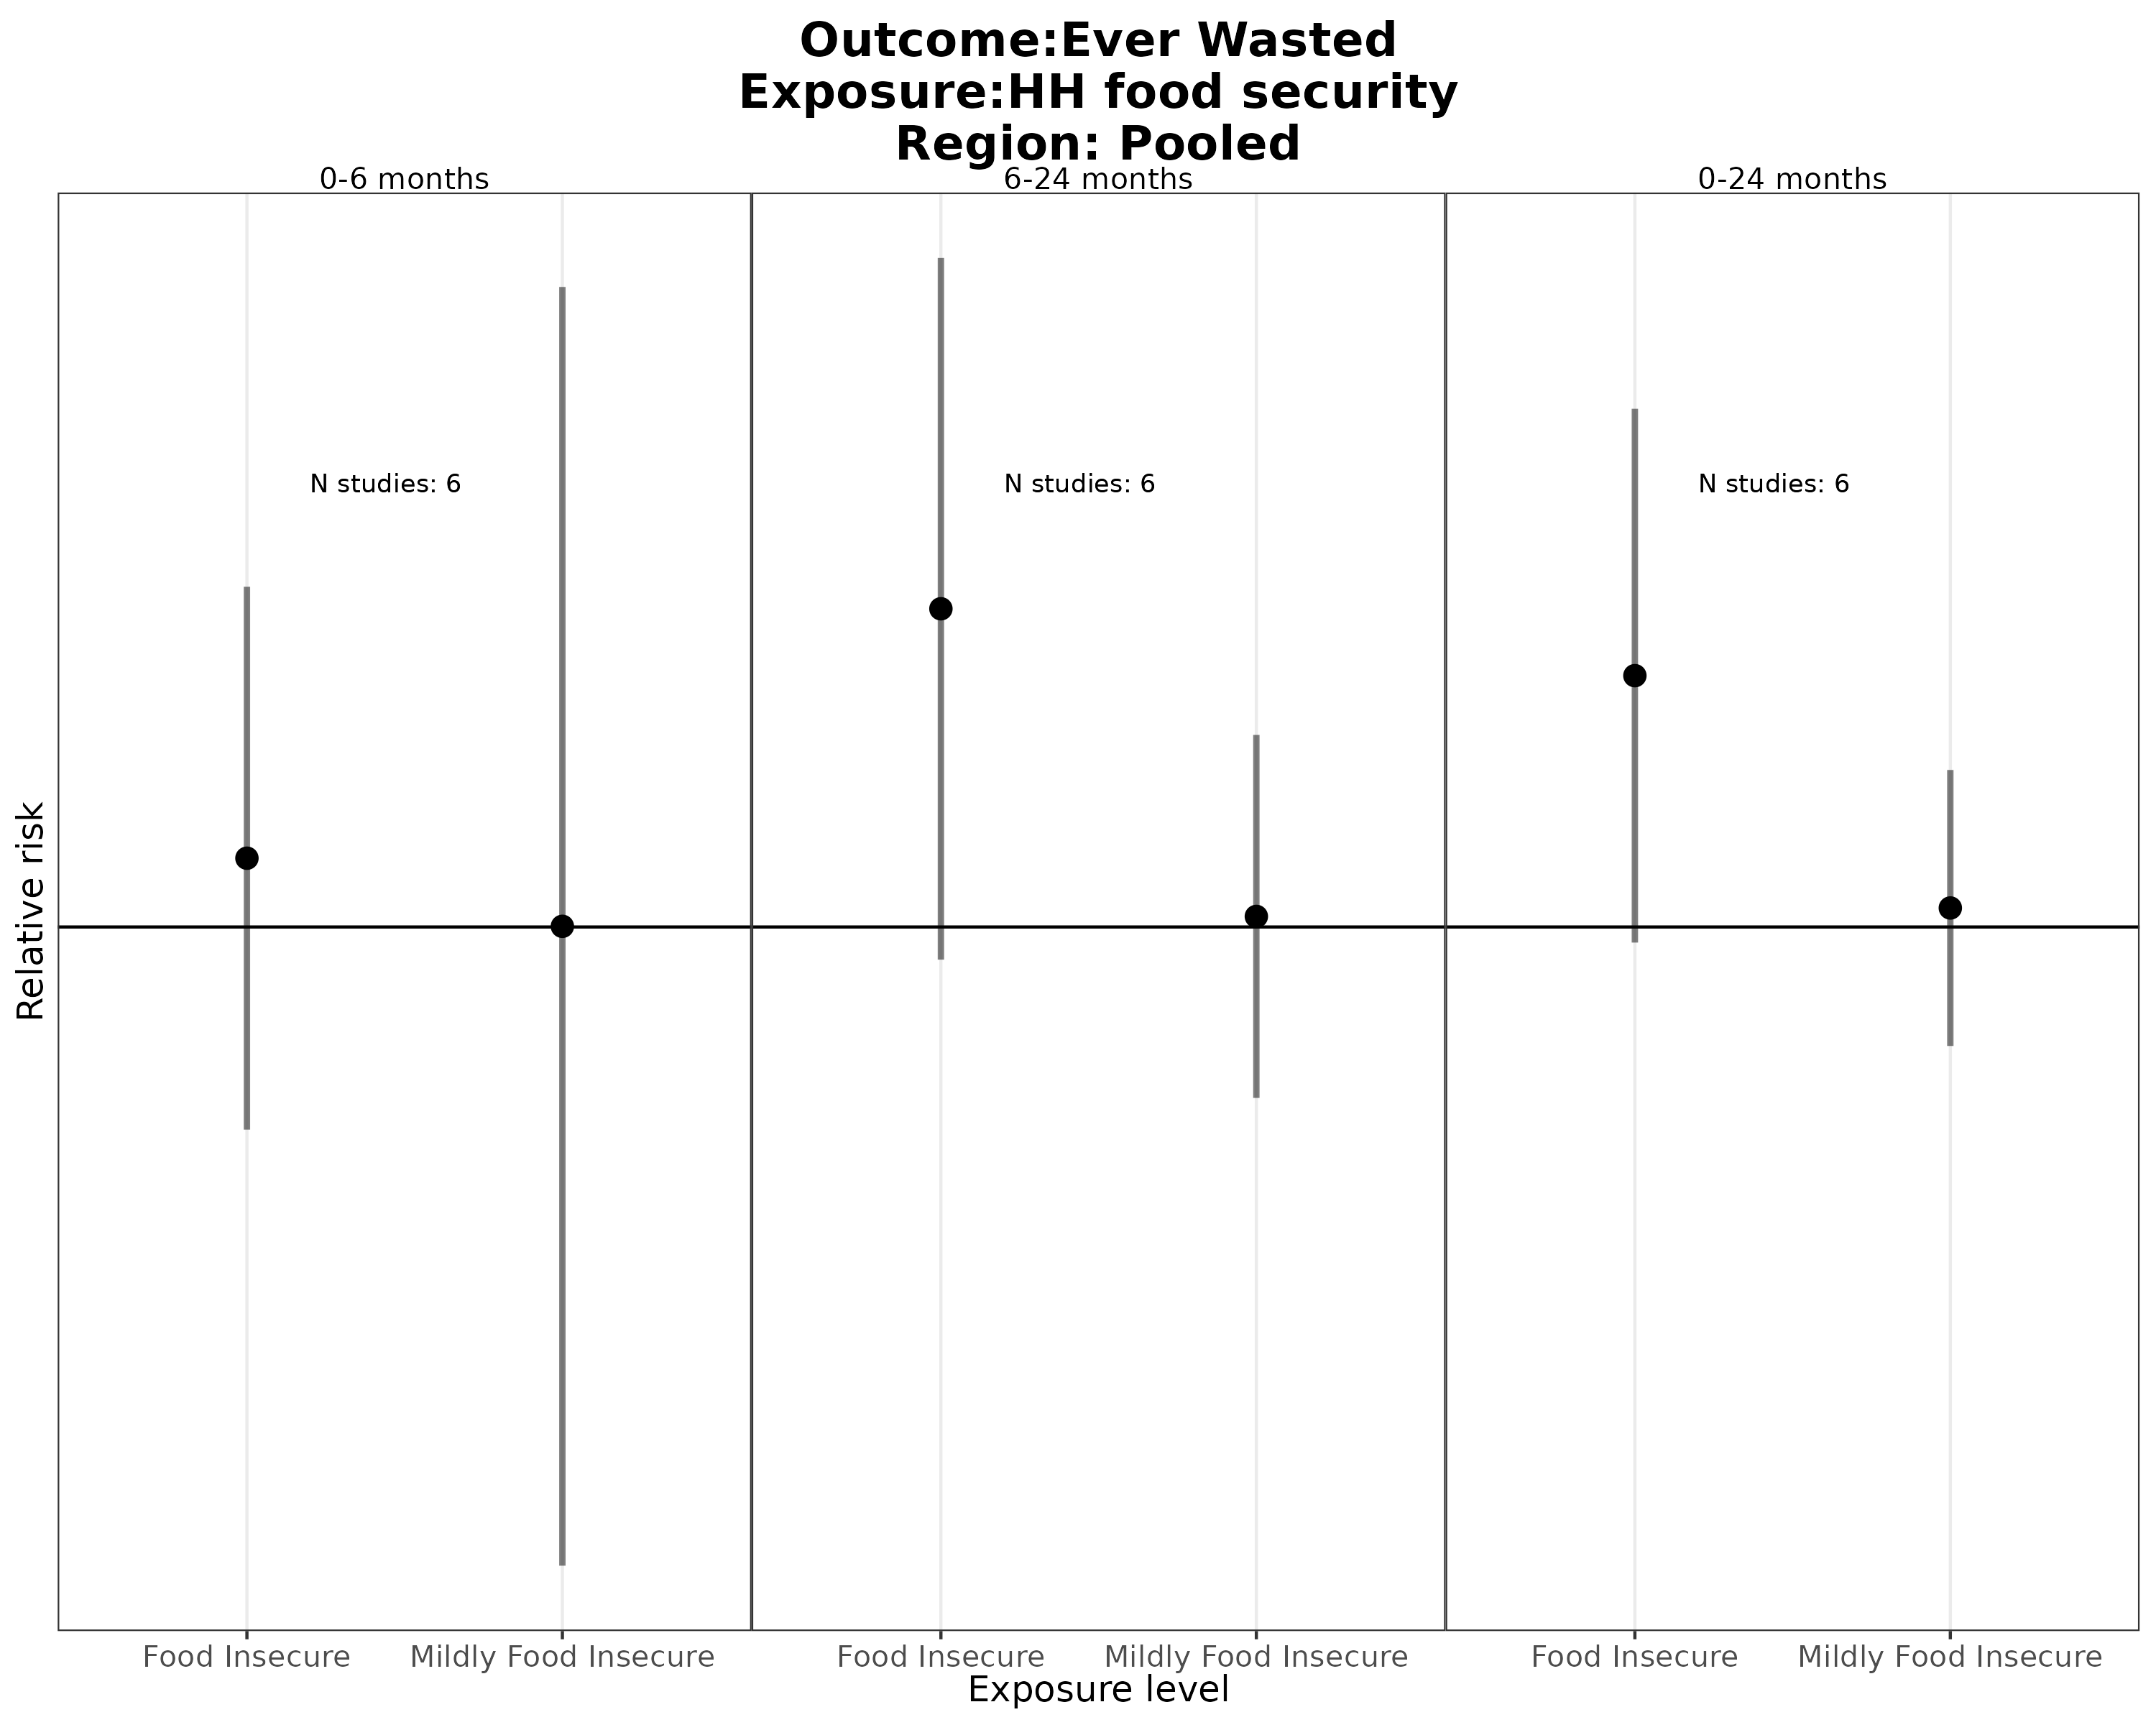 Outcome:Ever Wasted
Exposure:HH food security
Region: Pooled
0-6 months
6-24 months
0-24 months
N studies: 6
N studies: 6
N studies: 6
Relative risk
Food Insecure
Mildly Food Insecure
Food Insecure
Mildly Food Insecure
Food Insecure
Mildly Food Insecure
Exposure level